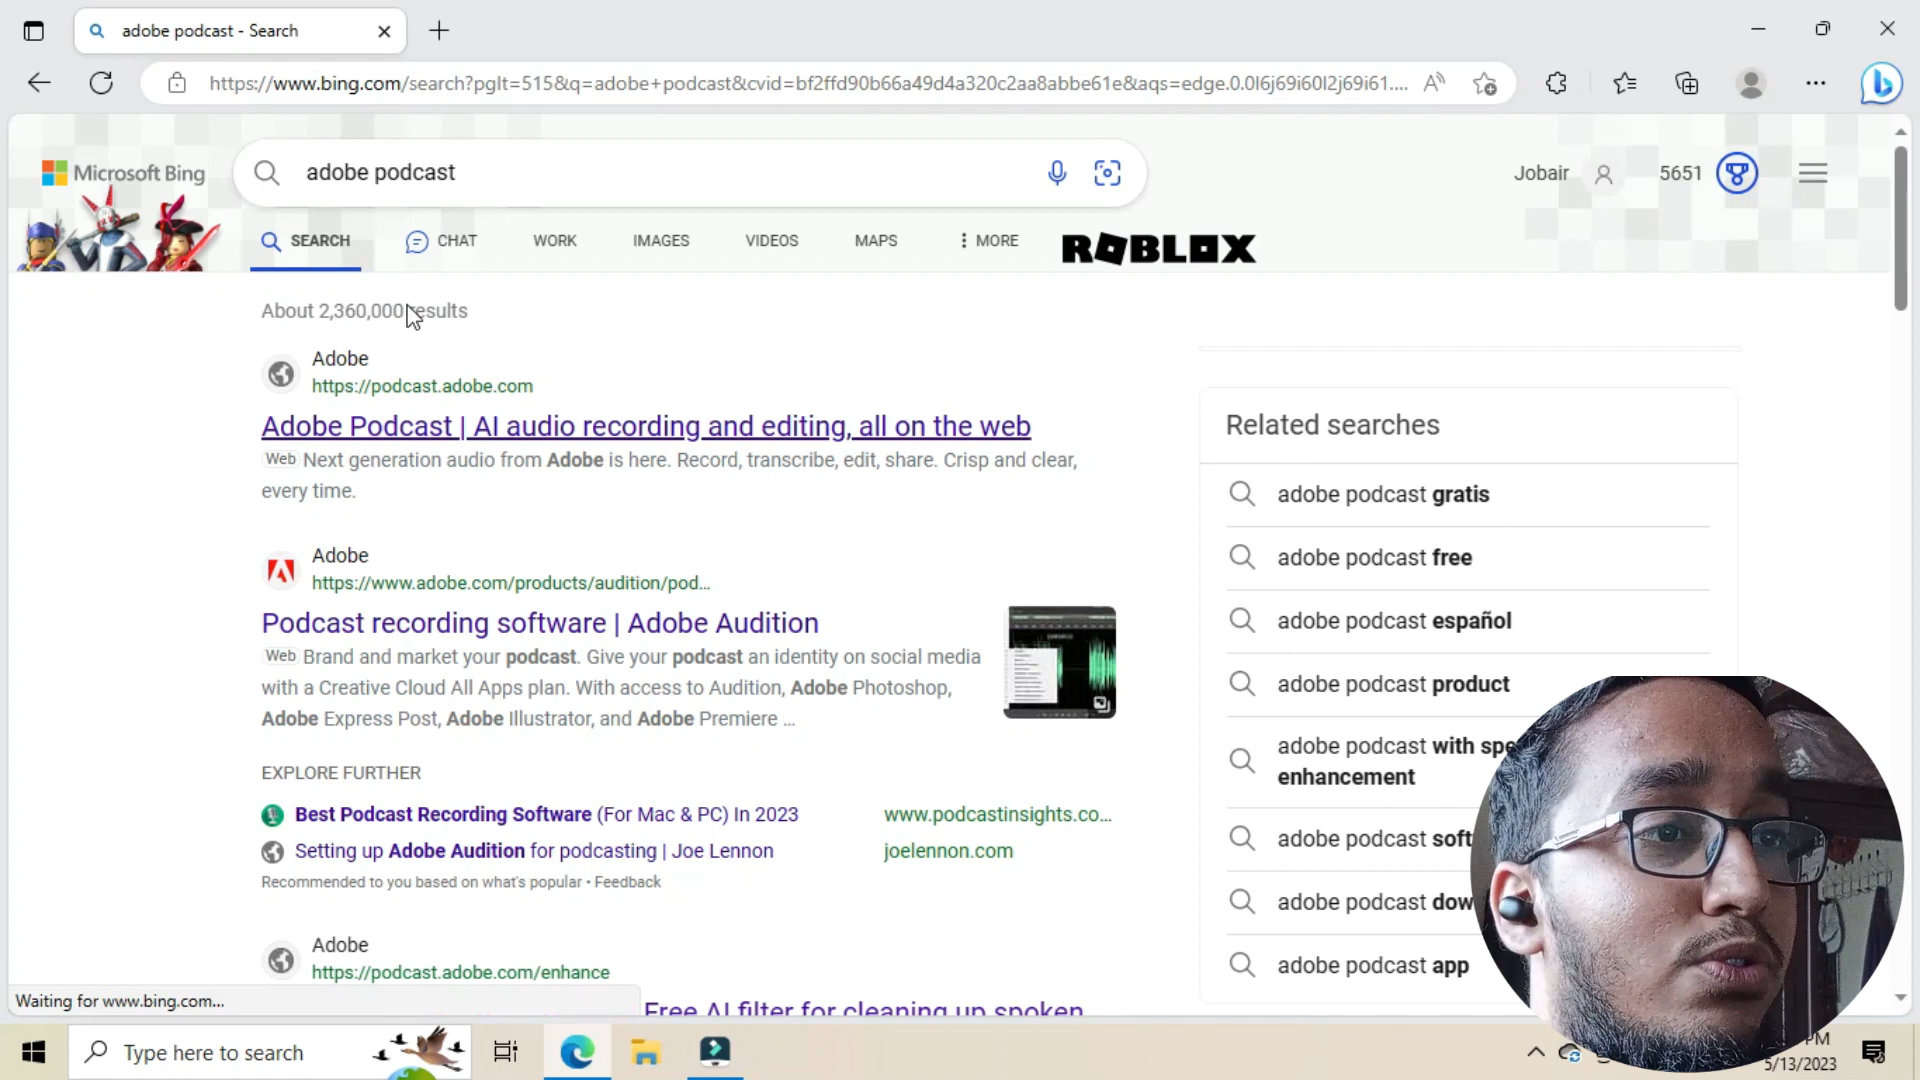 adobe podcast - Search
https://www.bing.com/search?pglt=515&q=adobe+podcast&cvid=bf2ffd90b66a49d4a320c2aa8abbe61e&aqs=edge.0.0l6j69i60l2j69i61....
Microsoft Bing
adobe podcast
Jobair
5651
SEARCH
CHAT
WORK
IMAGES
VIDEOS
MAPS
MORE
ROBLOX
About 2,360,000 results
Adobe
https://podcast.adobe.com
Adobe Podcast | AI audio recording and editing, all on the web
Web Next generation audio from Adobe is here. Record, transcribe, edit, share. Crisp and clear,
every time.
Adobe
https://www.adobe.com/products/audition/pod...
Podcast recording software | Adobe Audition
Web Brand and market your podcast. Give your podcast an identity on social media
with a Creative Cloud All Apps plan. With access to Audition, Adobe Photoshop,
Adobe Express Post, Adobe Illustrator, and Adobe Premiere ...
EXPLORE FURTHER
Best Podcast Recording Software (For Mac & PC) In 2023
www.podcastinsights.co...
Setting up Adobe Audition for podcasting | Joe Lennon
joelennon.com
Recommended to you based on what's popular • Feedback
Adobe
https://podcast.adobe.com/enhance
Free AI filter for cleaning up spoken
Related searches
adobe podcast gratis
adobe podcast free
adobe podcast español
adobe podcast product
adobe podcast with spe
enhancement
adobe podcast soft
adobe podcast dow
adobe podcast app
Waiting for www.bing.com...
Type here to search
PM
5/13/2023